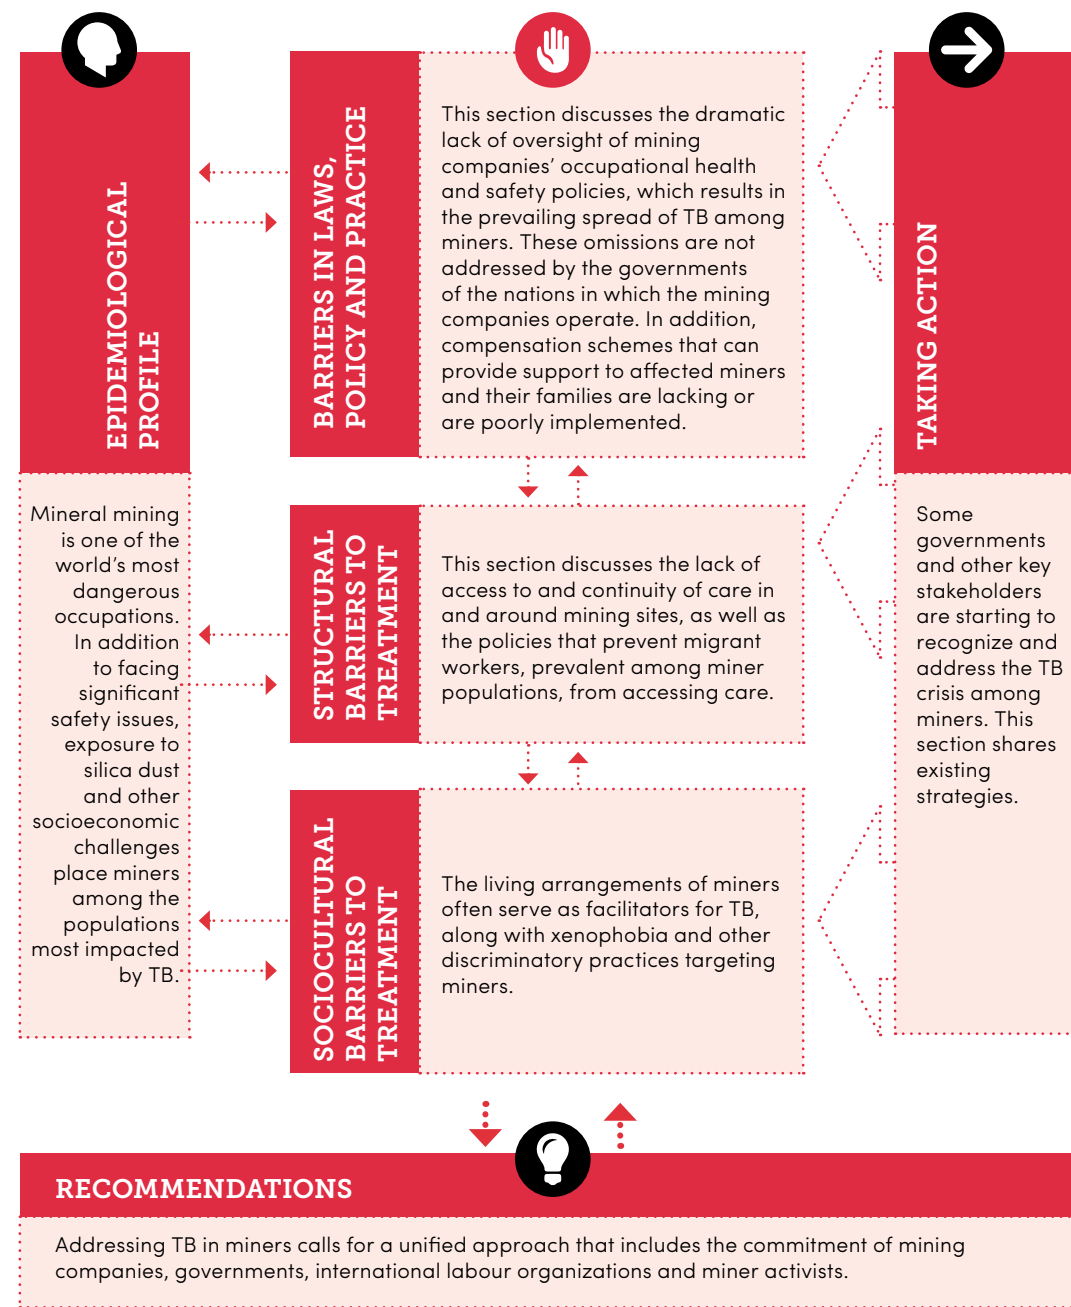 EPIDEMIOLOGICAL
PROFILE
Mineral mining
is one of the
world's most
dangerous
occupations.
In addition
to facing
significant
safety issues,
exposure to
silica dust
and other
socioeconomic
challenges
place miners
among the
populations
most impacted
by TB.
BARRIERS IN LAWS,
POLICY AND PRACTICE
This section discusses the dramatic
lack of oversight of mining
companies' occupational health
and safety policies, which results in
the prevailing spread of TB among
miners. These omissions are not
addressed by the governments
of the nations in which the mining
companies operate. In addition,
compensation schemes that can
provide support to affected miners
and their families are lacking or
are poorly implemented.
STRUCTURAL
BARRIERS TO
TREATMENT
This section discusses the lack of
access to and continuity of care in
and around mining sites, as well as
the policies that prevent migrant
workers, prevalent among miner
populations, from accessing care.
SOCIOCULTURAL
BARRIERS TO
TREATMENT
The living arrangements of miners
often serve as facilitators for TB,
along with xenophobia and other
discriminatory practices targeting
miners.
TAKING ACTION
Some
governments
and other key
stakeholders
are starting to
recognize and
address the TB
crisis among
miners. This
section shares
existing
strategies.
RECOMMENDATIONS
Addressing TB in miners calls for a unified approach that includes the commitment of mining
companies, governments, international labour organizations and miner activists.